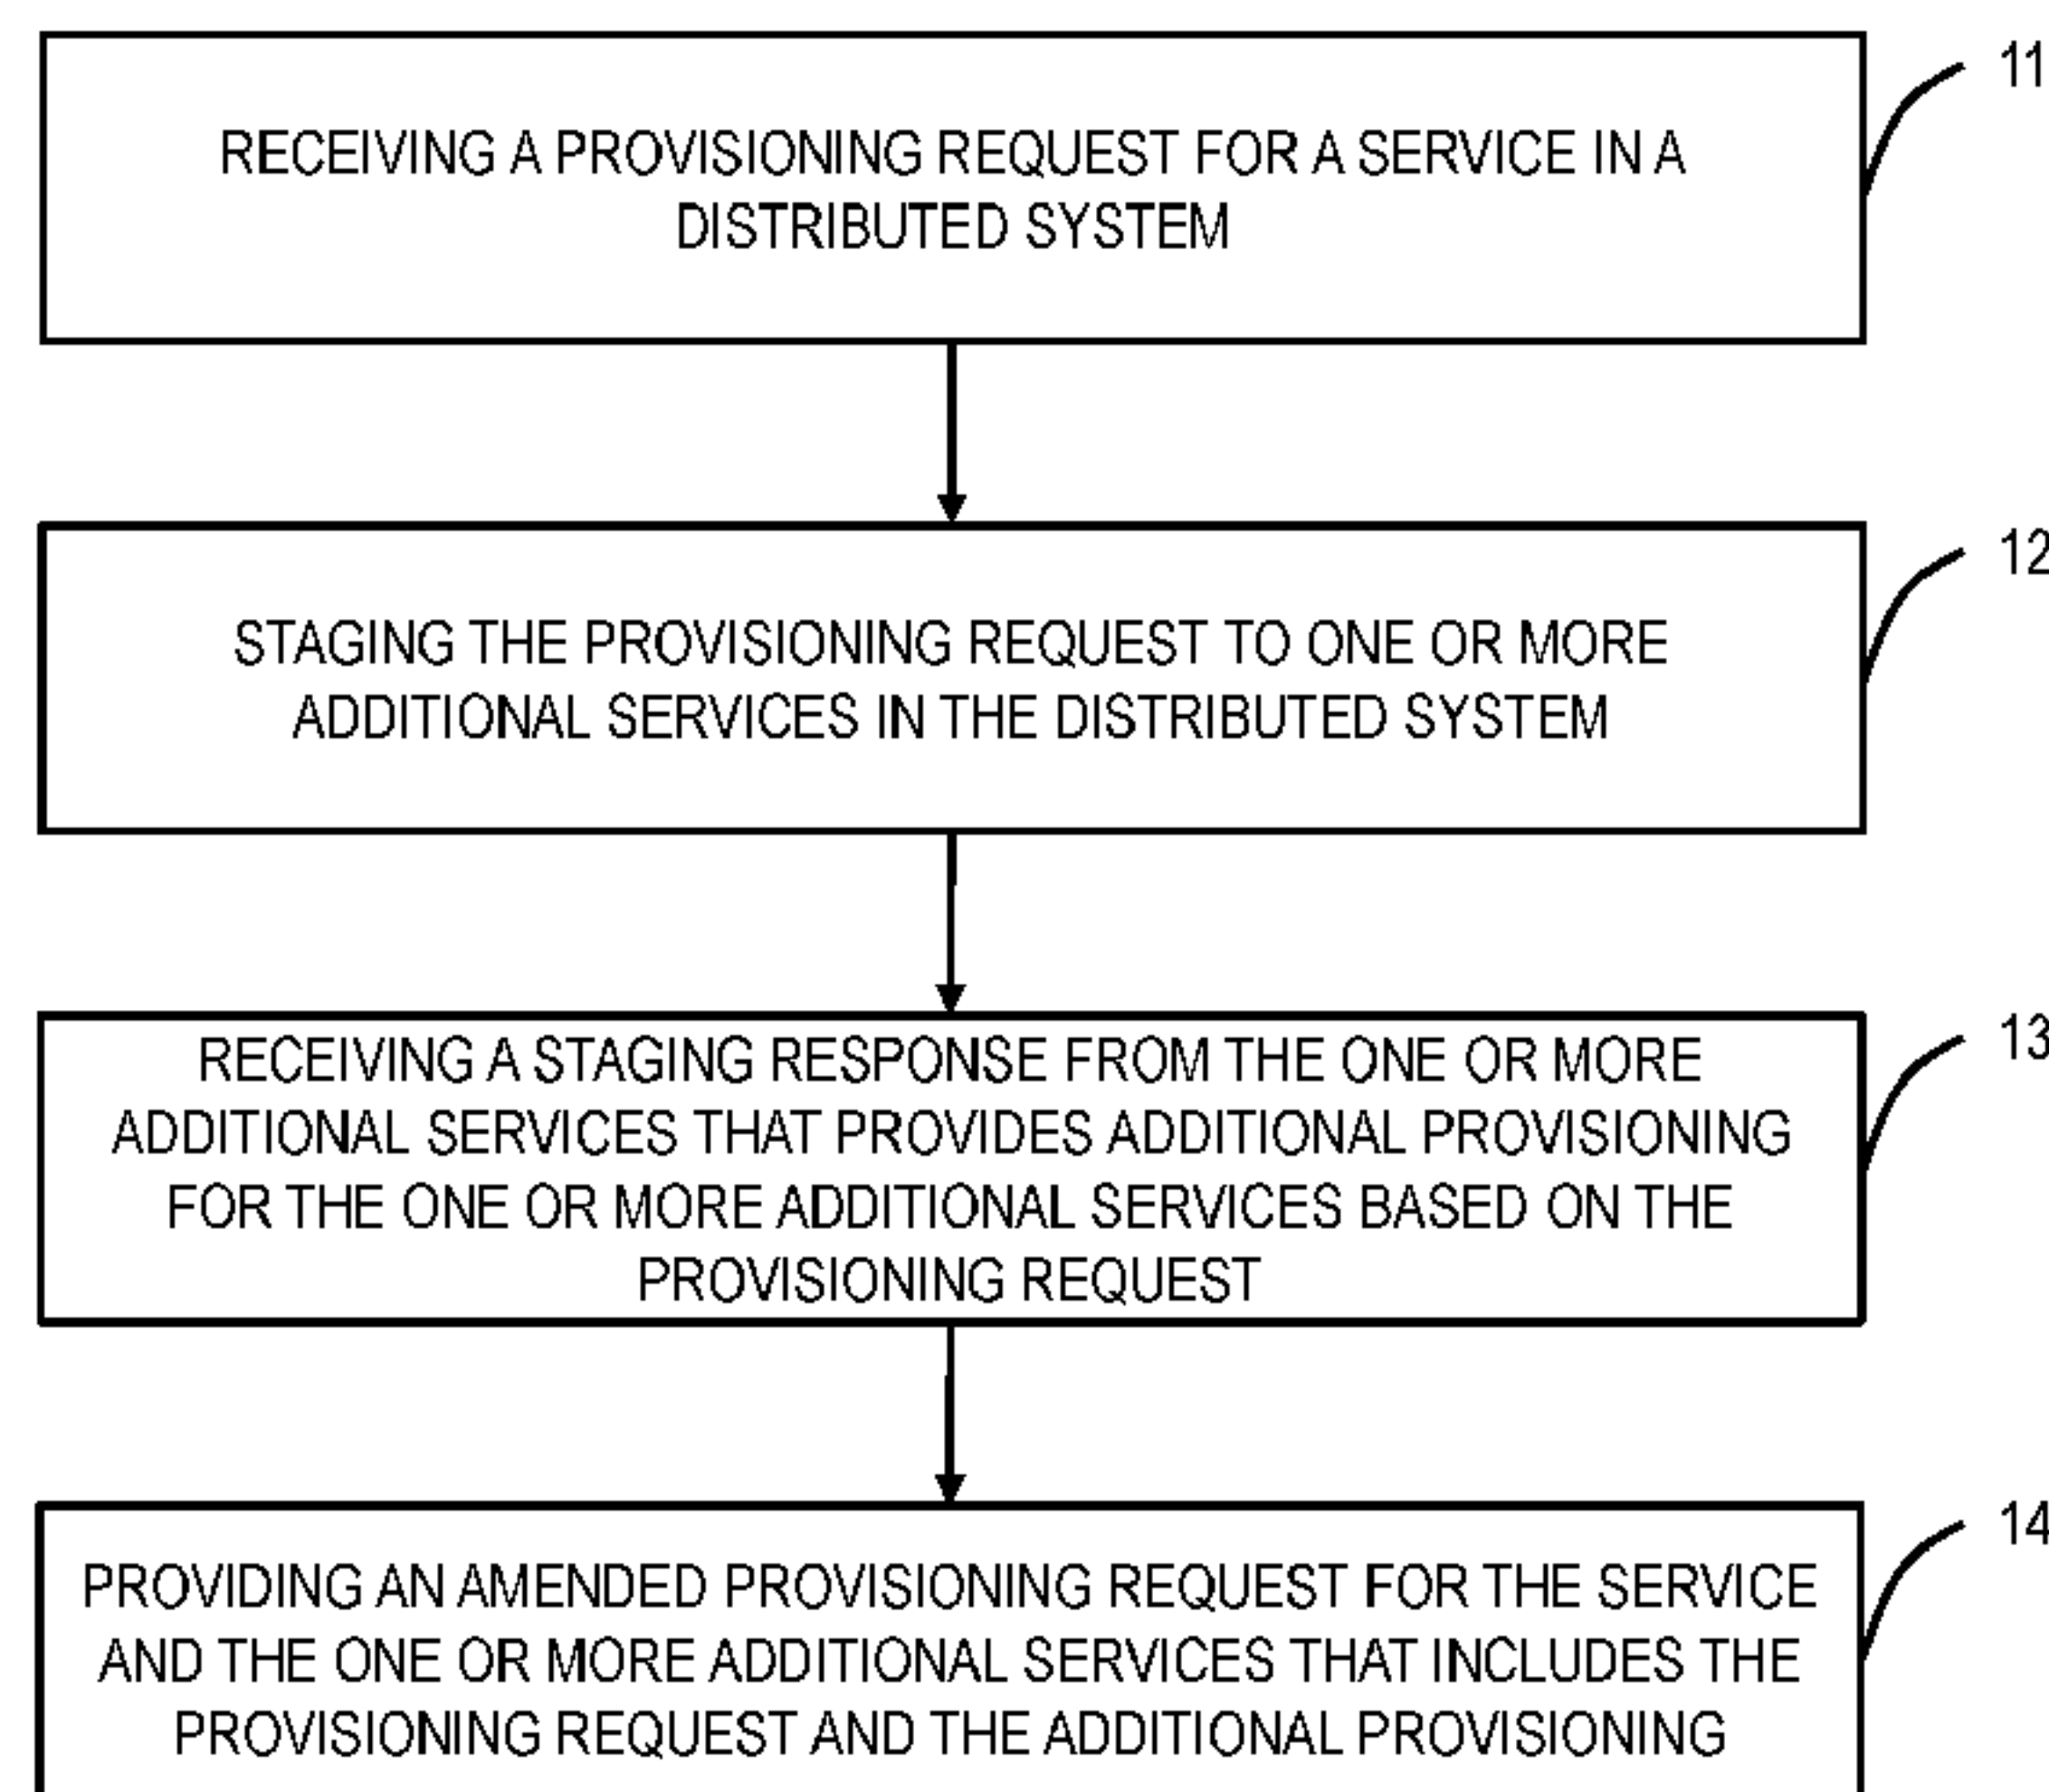 RECEIVING A PROVISIONING REQUEST FOR A SERVICE IN A
DISTRIBUTED SYSTEM
11
STAGING THE PROVISIONING REQUEST TO ONE OR MORE
ADDITIONAL SERVICES IN THE DISTRIBUTED SYSTEM
12
RECEIVING A STAGING RESPONSE FROM THE ONE OR MORE
ADDITIONAL SERVICES THAT PROVIDES ADDITIONAL PROVISIONING
FOR THE ONE OR MORE ADDITIONAL SERVICES BASED ON THE
PROVISIONING REQUEST
13
PROVIDING AN AMENDED PROVISIONING REQUEST FOR THE SERVICE
AND THE ONE OR MORE ADDITIONAL SERVICES THAT INCLUDES THE
PROVISIONING REQUEST AND THE ADDITIONAL PROVISIONING
14